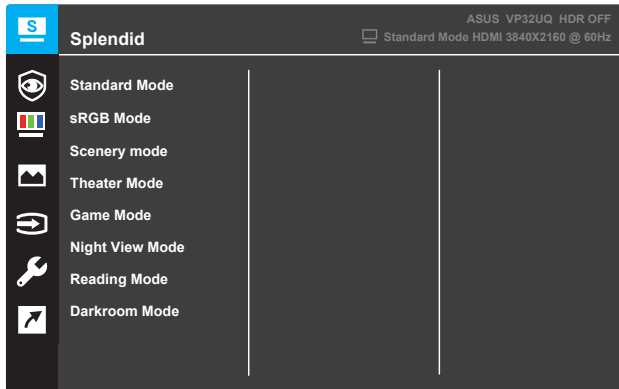 S
ASUS VP32UQ HDR OFF
Splendid
Standard Mode HDMI 3840X2160 @ 60Hz
Standard Mode
sRGB Mode
Scenery mode
Theater Mode
Game Mode
Night View Mode
Reading Mode
Darkroom Mode